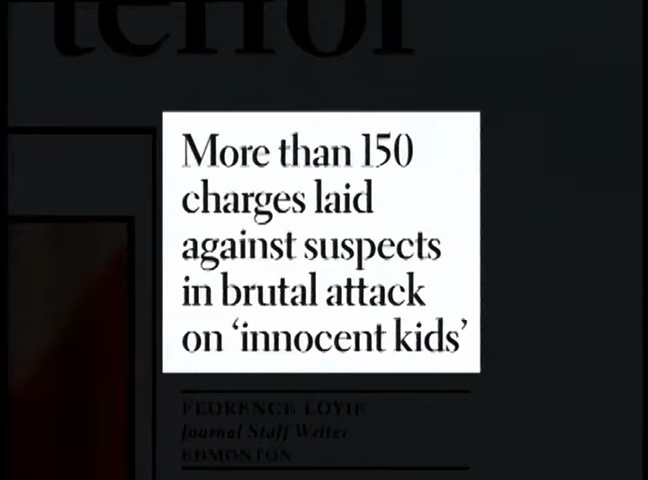 terror
More than 150
charges laid
against suspects
in brutal attack
on ‘innocent kids’
FLORENCE LOYIE
Journal Staff Writer
EDMONTON